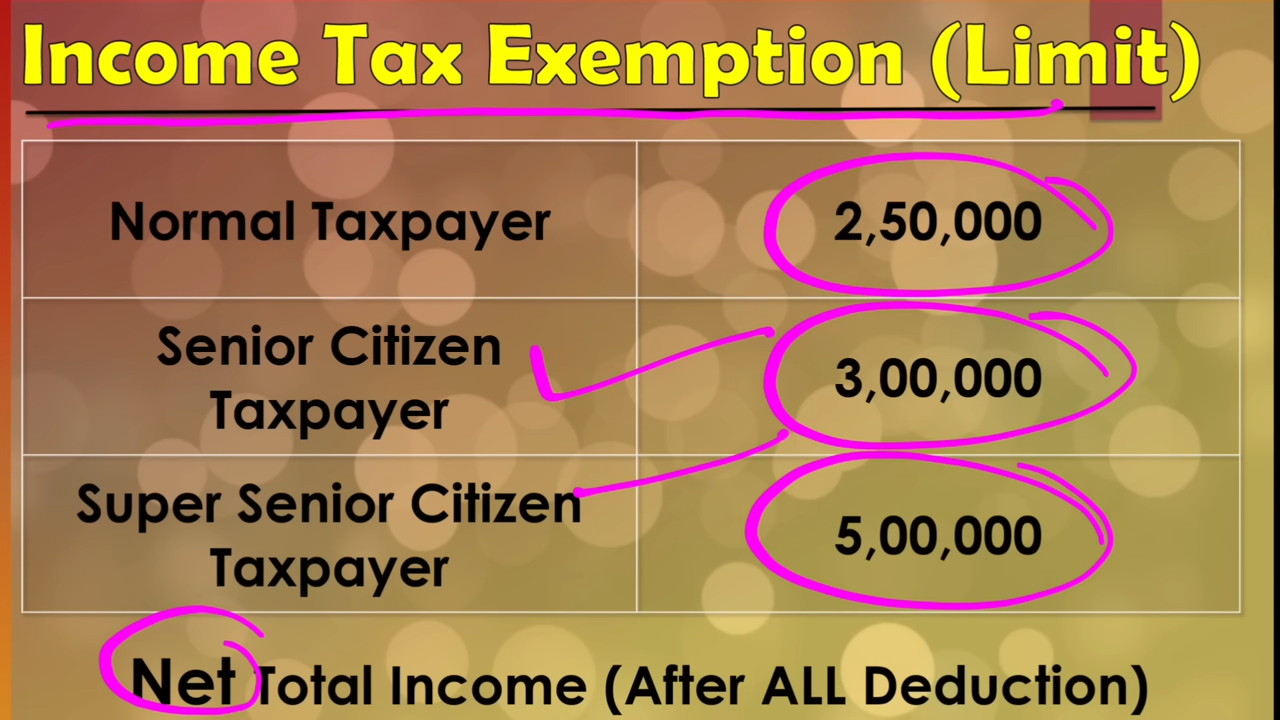 Income Tax Exemption (Limit)
Normal Taxpayer
2,50,000
Senior Citizen
Taxpayer
3,00,000
Super Senior Citizen
Taxpayer
5,00,000
Net Total Income (After ALL Deduction)